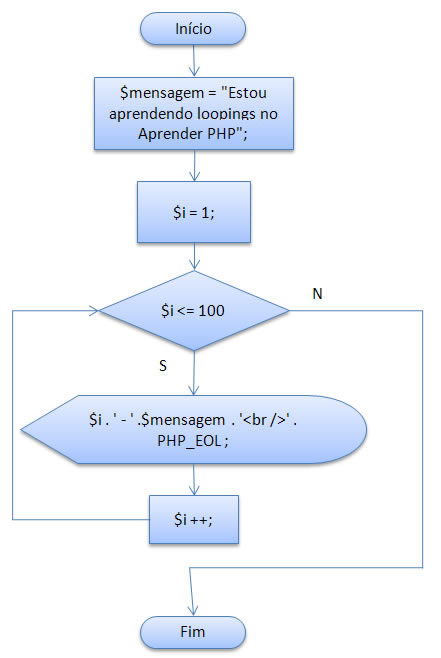 Início
$mensagem = "Estou
aprendendo loopings no
Aprender PHP";
$i = 1;
$i <= 100
N
S
$i . ' - ' .$mensagem . '<br />' .
PHP_EOL ;
$i ++;
Fim